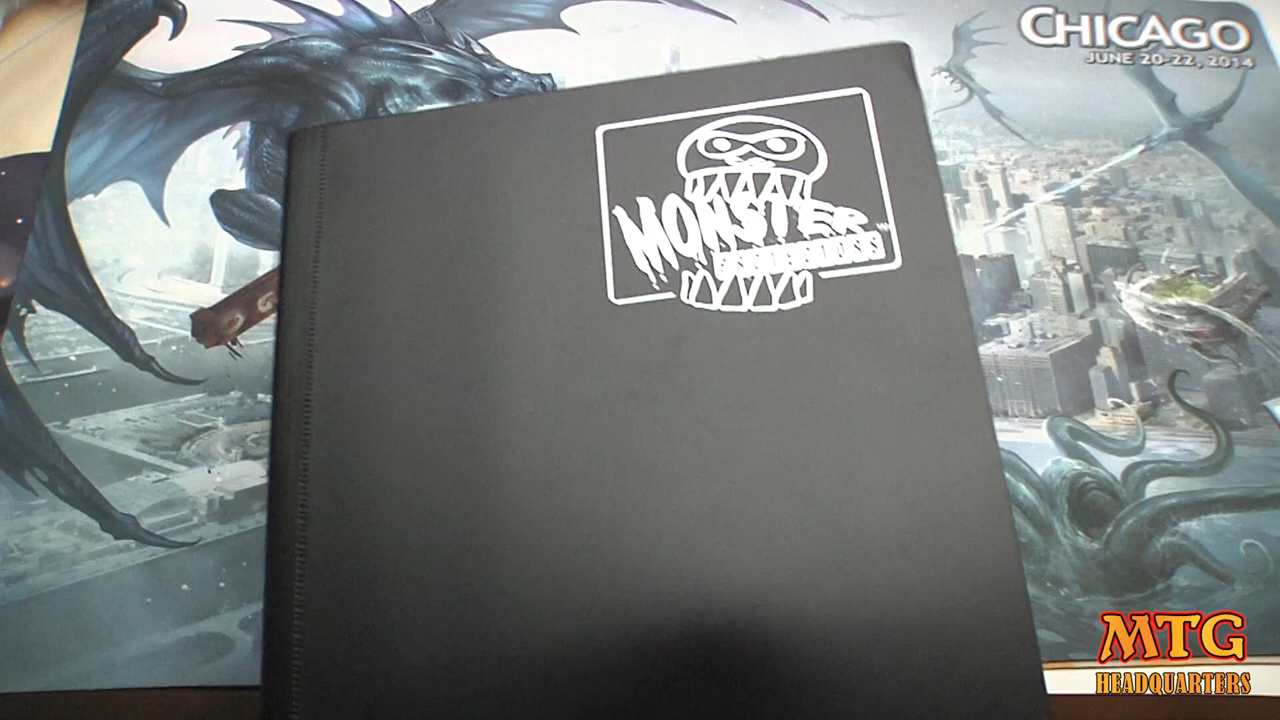 CHICAGO
JUNE 20-22, 2014
MONSTER
MTG
HEADQUARTERS